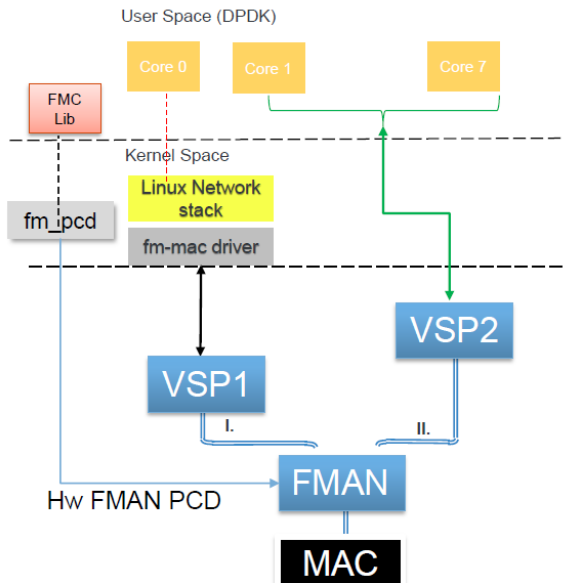 User Space (DPDK)
Core 0
Core 1
Core 7
FMC
Lib
Kernel Space
Linux Network
stack
fm_pcd
fm-mac driver
VSP2
VSP1
I.
II.
FMAN
Hw FMAN PCD
MAC